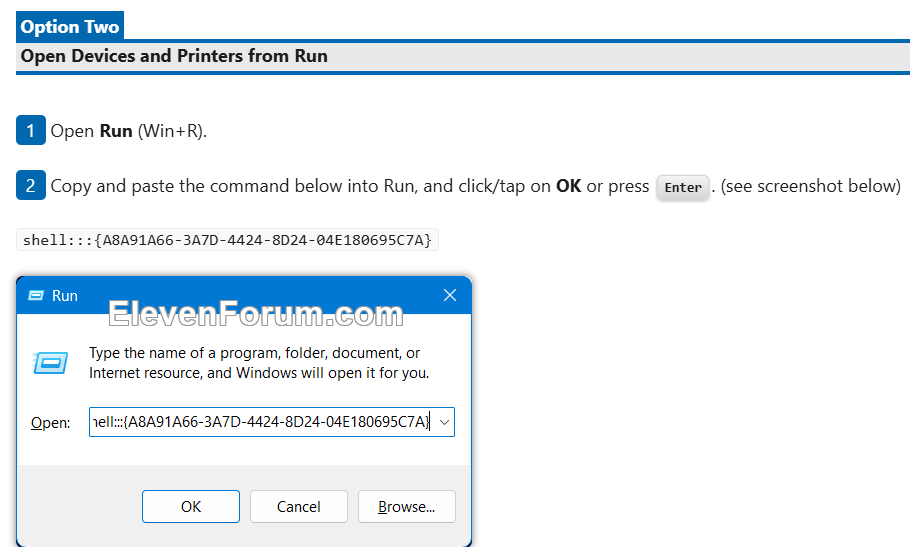 Option Two
Open Devices and Printers from Run
1 Open Run (Win+R).
2 Copy and paste the command below into Run, and click/tap on OK or press Enter . (see screenshot below)
shell:::{A8A91A66-3A7D-4424-8D24-04E180695C7A}
Run
ElevenForum.com
Type the name of a program, folder, document, or
Internet resource, and Windows will open it for you.
Open: hell:::{A8A91A66-3A7D-4424-8D24-04E180695C7A}
OK Cancel Browse...